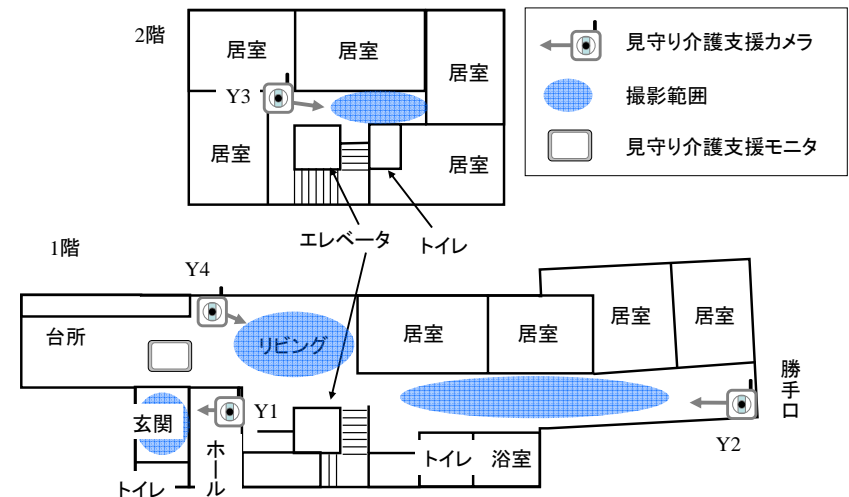 2階
居室
居室
居室
Y3
居室
居室
エレベータ
トイレ
見守り介護支援カメラ
撮影範囲
見守り介護支援モニタ
1階
Y4
台所
リビング
居室
居室
居室
居室
勝手口
玄関
Y1
Y2
ホール
トイレ
トイレ
浴室